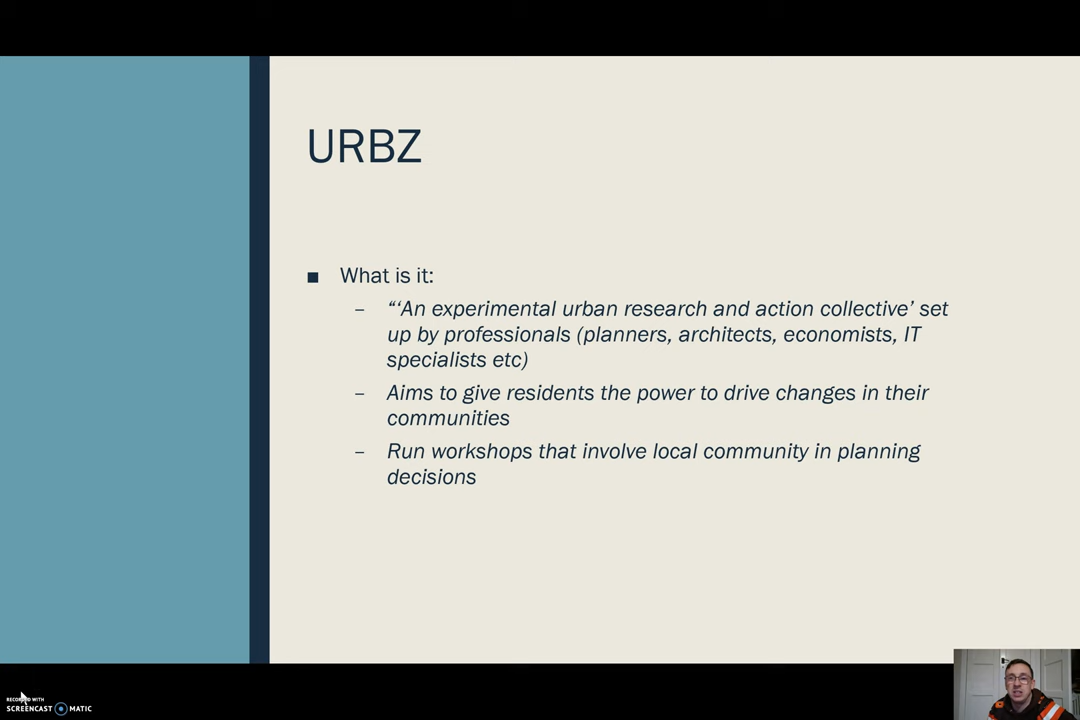 URBZ
■ What is it:
– “‘An experimental urban research and action collective’ set
up by professionals (planners, architects, economists, IT
specialists etc)
– Aims to give residents the power to drive changes in their
communities
– Run workshops that involve local community in planning
decisions
RECORDED WITH
SCREENCAST MATIC